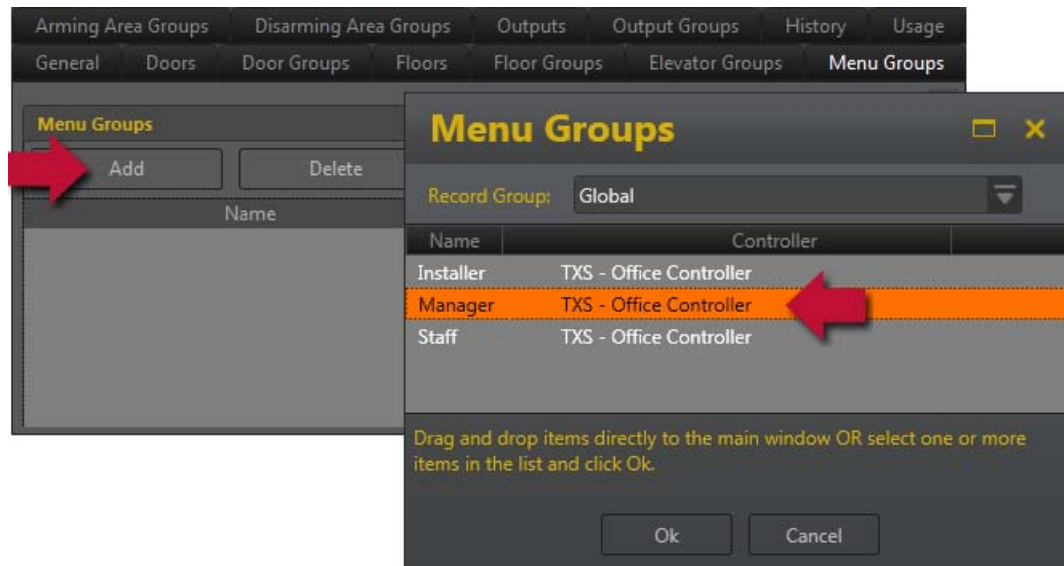 Arming Area Groups Disarming Area Groups Outputs Output Groups History Usage
General Doors Door Groups Floors Floor Groups Elevator Groups Menu Groups
Menu Groups
Add Delete
Name
Menu Groups
Record Group: Global
Name Controller
Installer TXS - Office Controller
Manager TXS - Office Controller
Staff TXS - Office Controller
Drag and drop items directly to the main window OR select one or more
items in the list and click Ok.
Ok Cancel